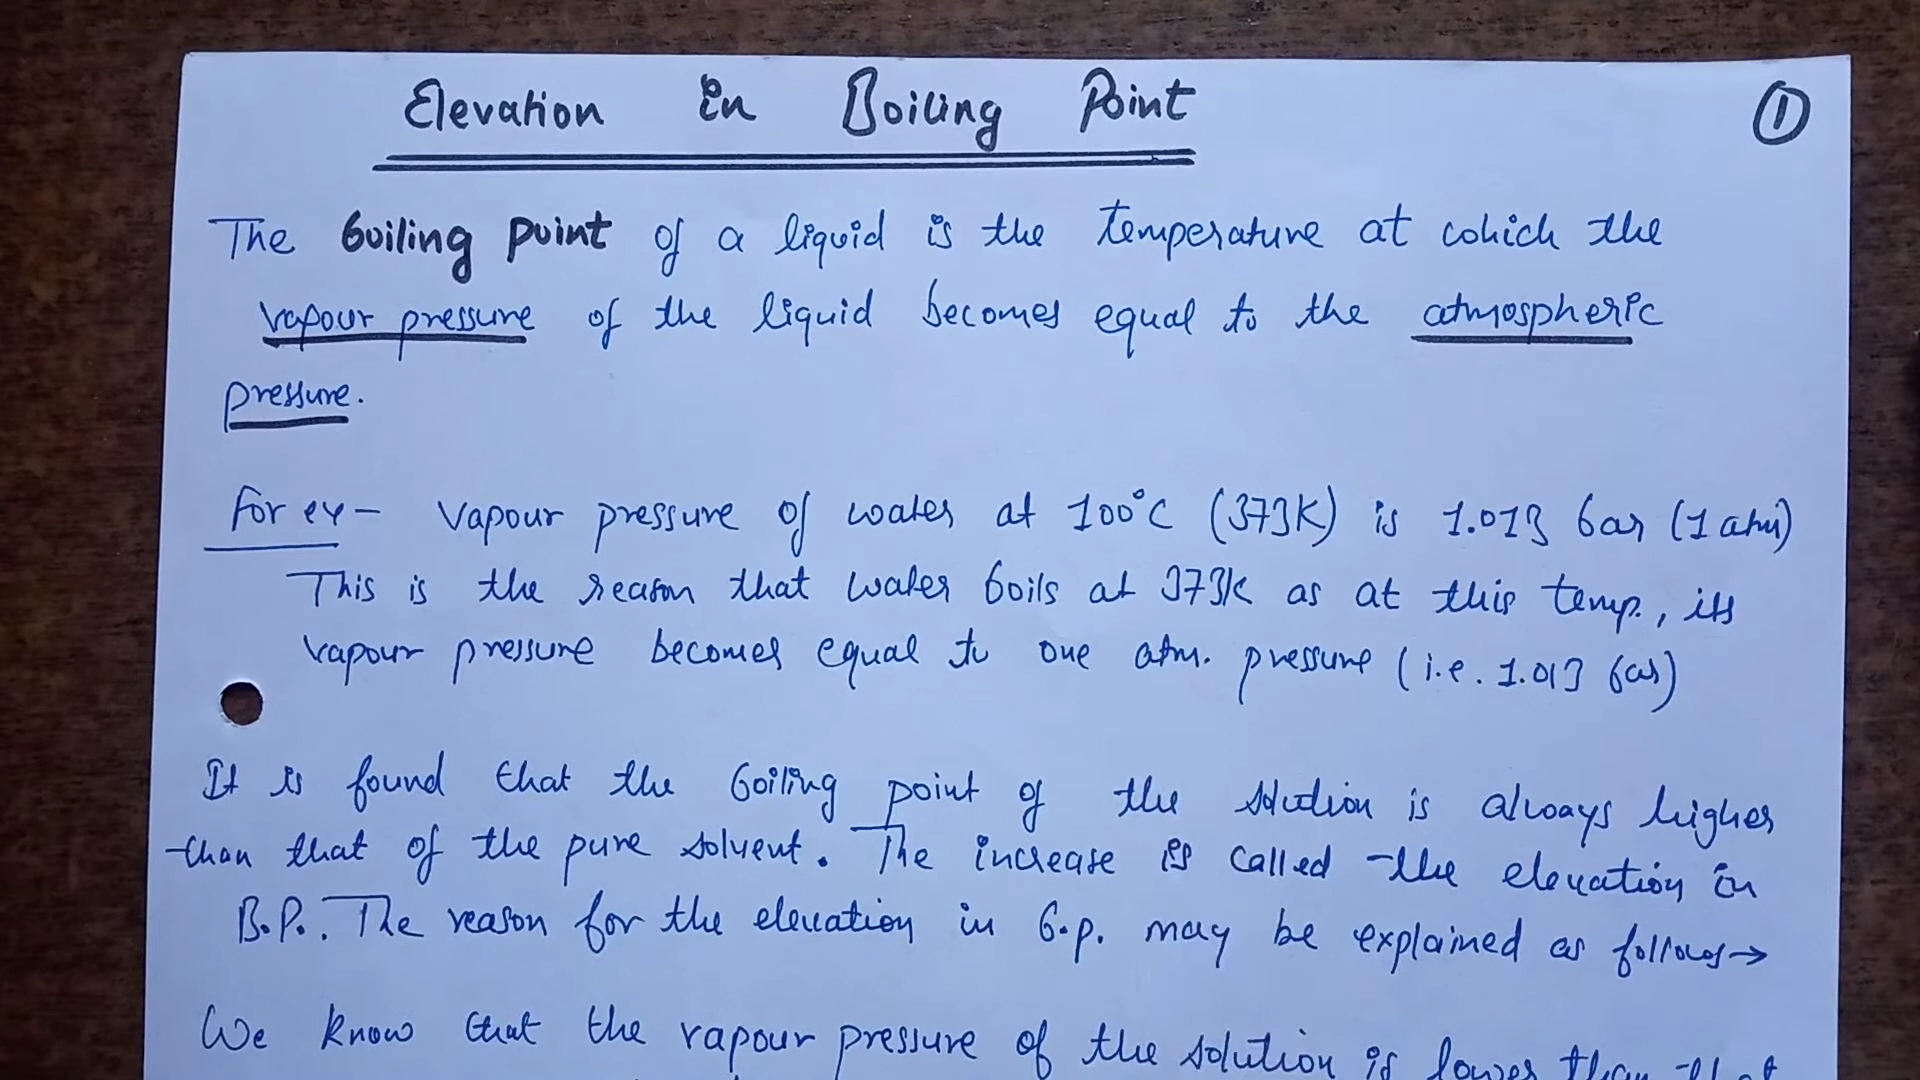 Elevation in Boiling Point
①
The boiling point of a liquid is the temperature at which the
vapour pressure of the liquid becomes equal to the atmospheric
pressure.
For ex - Vapour pressure of water at 100°C (373K) is 1.013 bar (1 atm)
This is the reason that water boils at 373K as at this temp., its
vapour pressure becomes equal to one atm. pressure (i.e. 1.013 bar)
It is found that the boiling point of the solution is always higher
than that of the pure solvent. The increase is called the elevation in
B.P.. The reason for the elevation in b.p. may be explained as follows→
We know that the vapour pressure of the solution is lower than that